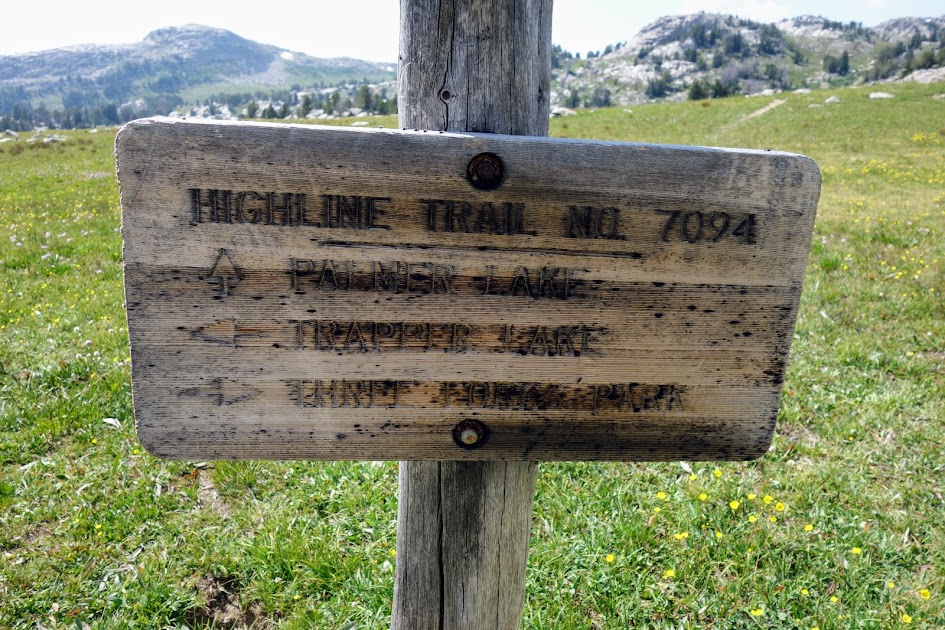 HIGHLINE TRAIL NO. 7094
PALMER LAKE
TRAPPER LAKE
THREE FORKS PARK